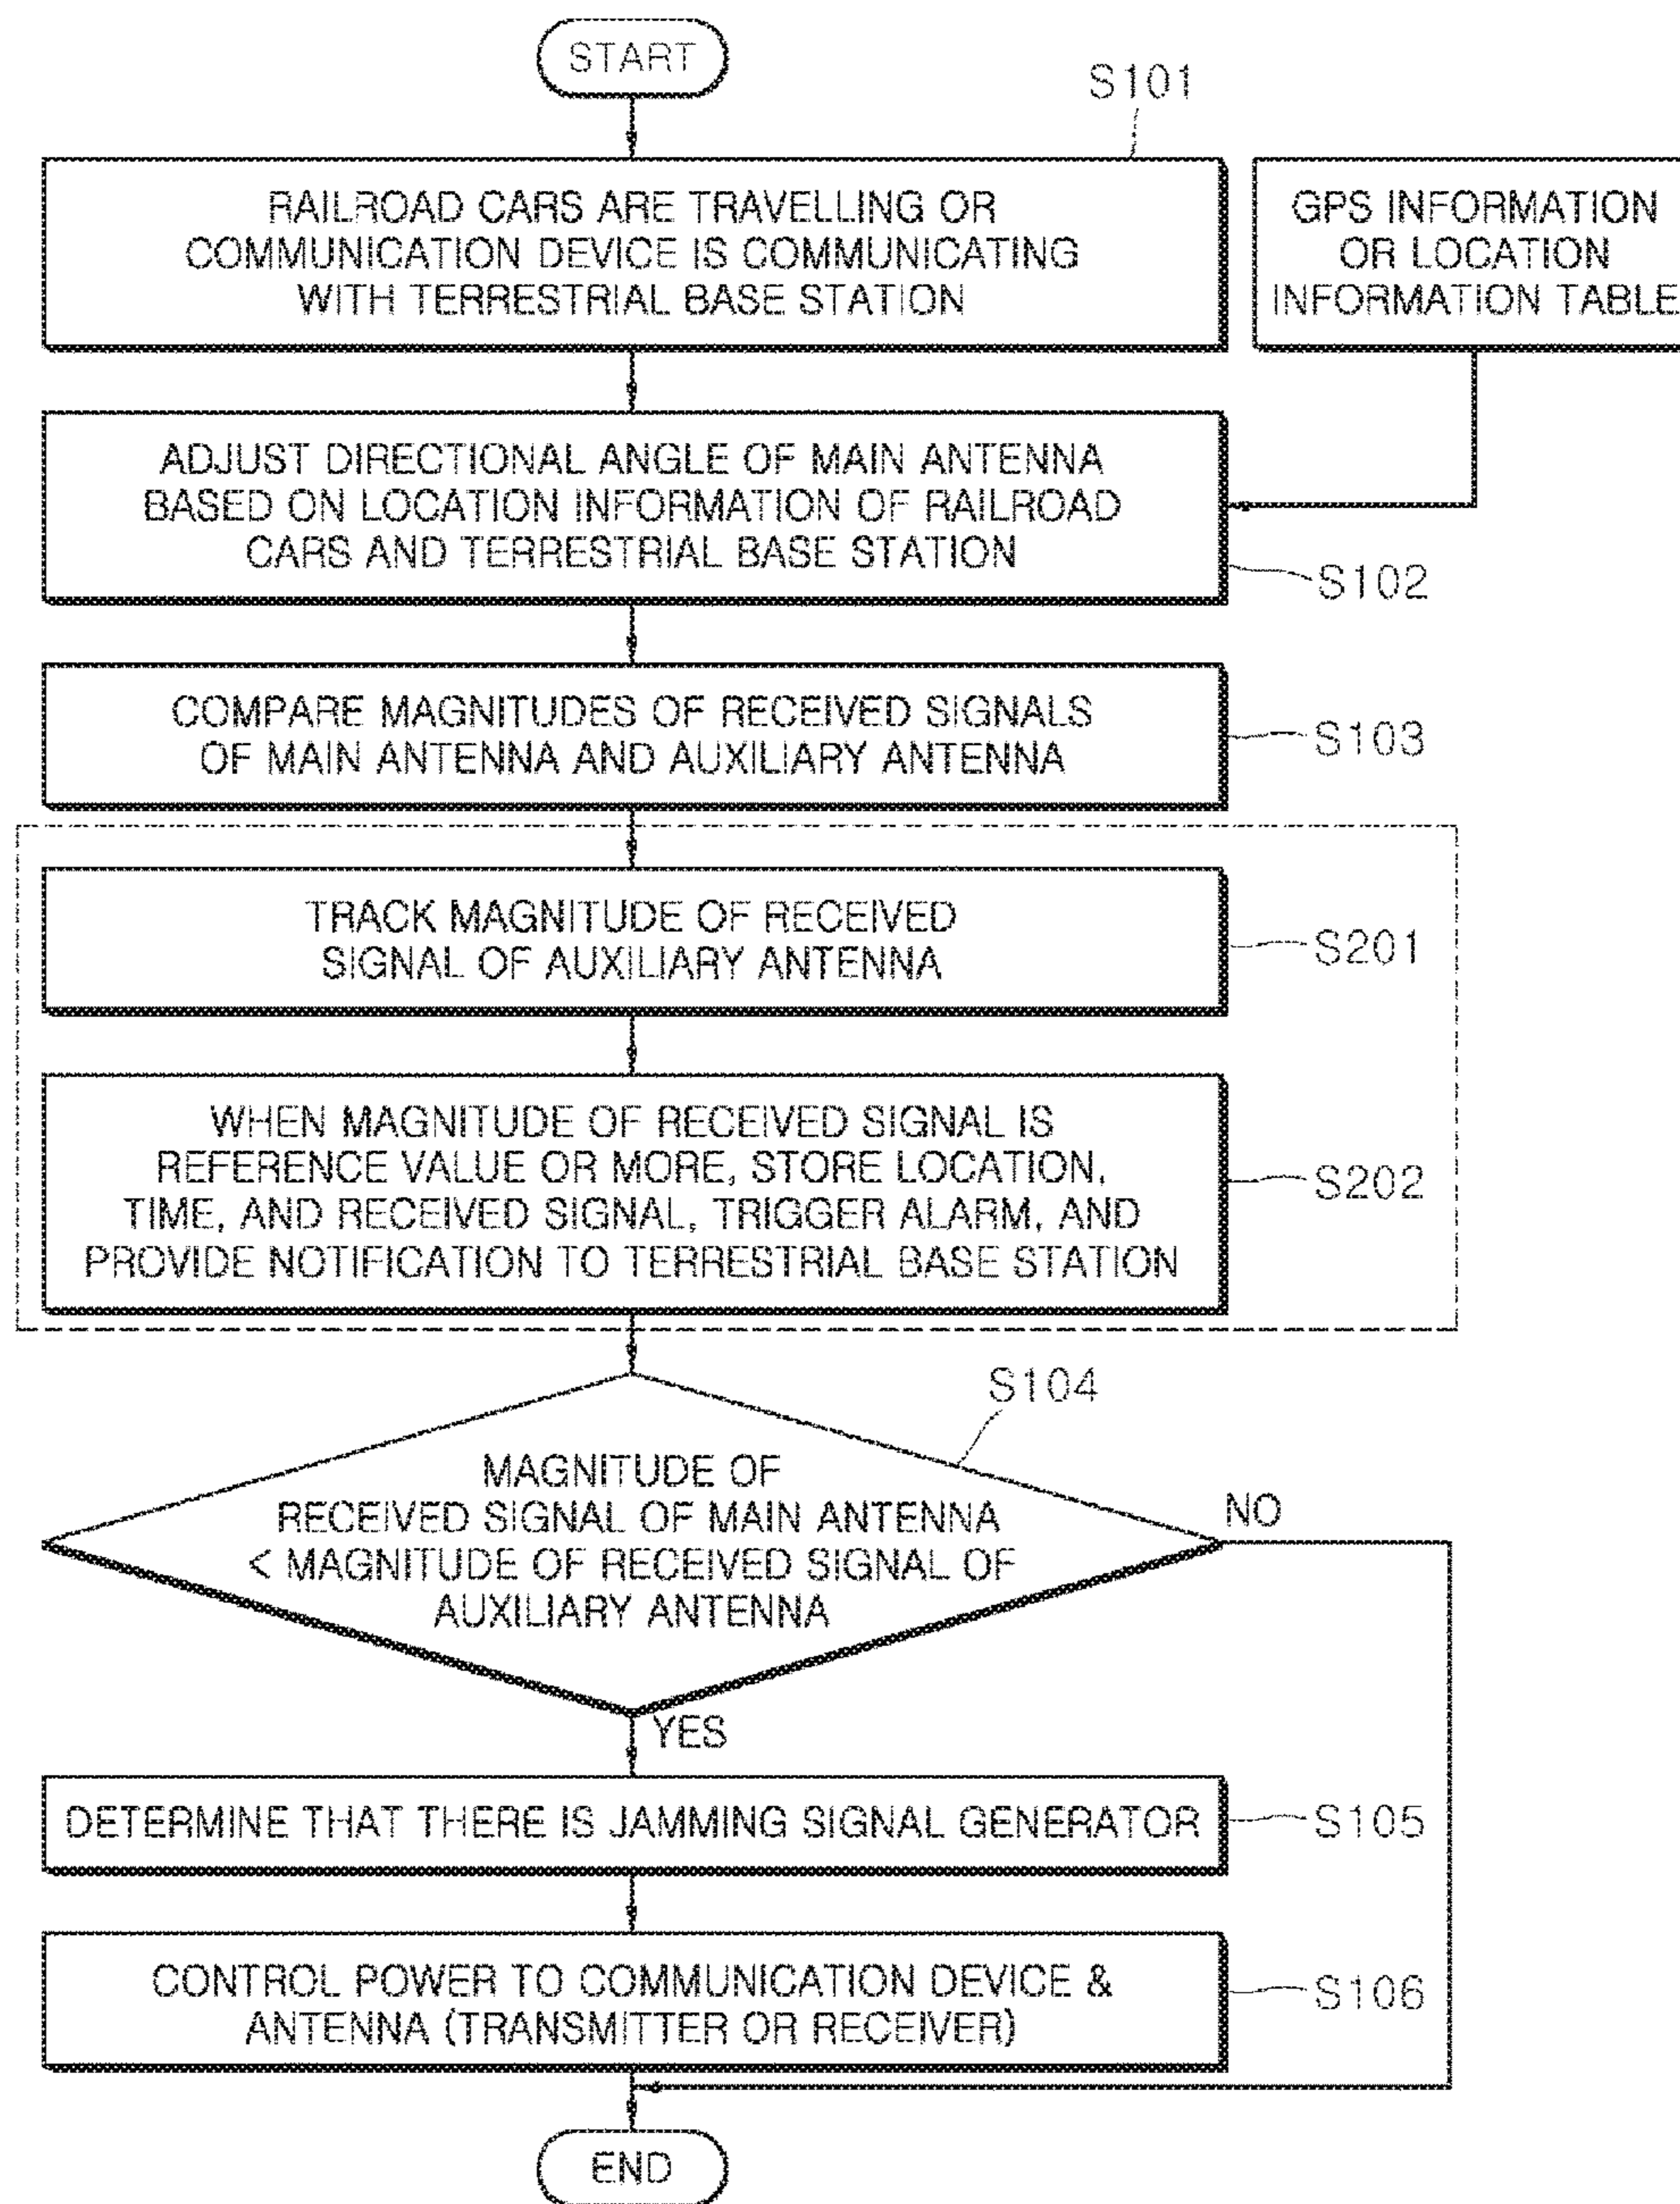 START
S101
RAILROAD CARS ARE TRAVELLING OR
COMMUNICATION DEVICE IS COMMUNICATING
WITH TERRESTRIAL BASE STATION
GPS INFORMATION
OR LOCATION
INFORMATION TABLE
ADJUST DIRECTIONAL ANGLE OF MAIN ANTENNA
BASED ON LOCATION INFORMATION OF RAILROAD
CARS AND TERRESTRIAL BASE STATION
S102
COMPARE MAGNITUDES OF RECEIVED SIGNALS
OF MAIN ANTENNA AND AUXILIARY ANTENNA
S103
TRACK MAGNITUDE OF RECEIVED
SIGNAL OF AUXILIARY ANTENNA
S201
WHEN MAGNITUDE OF RECEIVED SIGNAL IS
REFERENCE VALUE OR MORE, STORE LOCATION,
TIME, AND RECEIVED SIGNAL, TRIGGER ALARM, AND
PROVIDE NOTIFICATION TO TERRESTRIAL BASE STATION
S202
S104
MAGNITUDE OF
RECEIVED SIGNAL OF MAIN ANTENNA
< MAGNITUDE OF RECEIVED SIGNAL OF
AUXILIARY ANTENNA
NO
YES
DETERMINE THAT THERE IS JAMMING SIGNAL GENERATOR
S105
CONTROL POWER TO COMMUNICATION DEVICE &
ANTENNA (TRANSMITTER OR RECEIVER)
S106
END